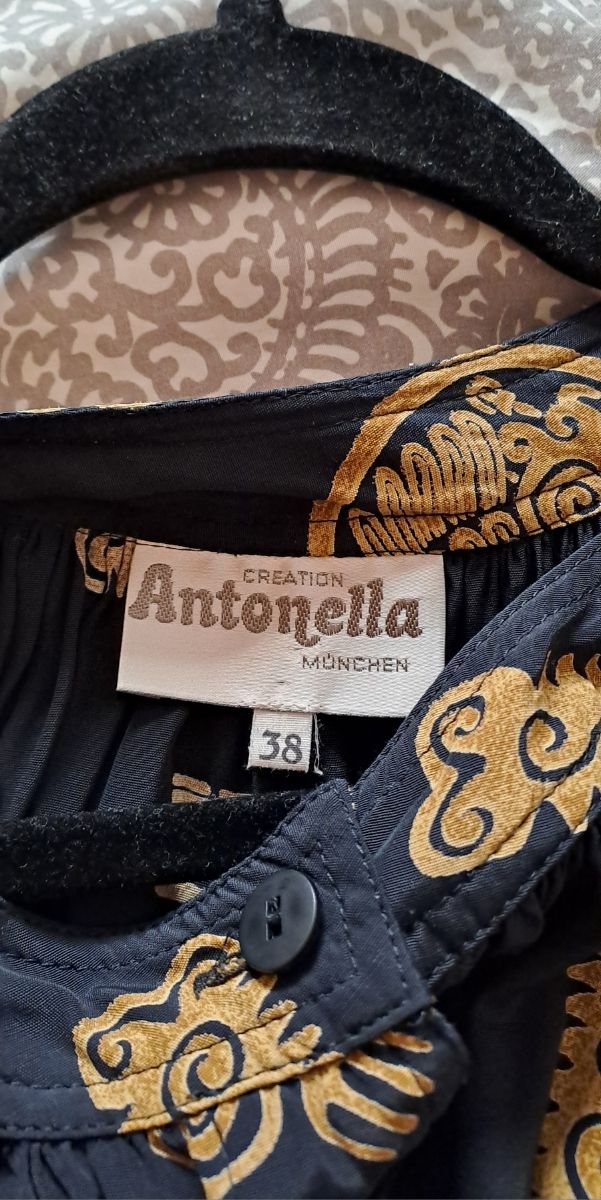 CREATION
Antonella
MÜNCHEN
38